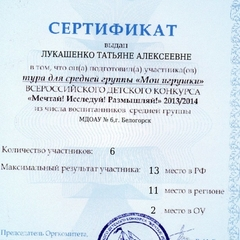 СЕРТИФИКАТ
выдан
ЛУКАШЕНКО ТАТЬЯНЕ АЛЕКСЕЕВНЕ
в том, что он(а) подготовил(а) участника(ов)
тура для средней группы «Мои игрушки»
ВСЕРОССИЙСКОГО ДЕТСКОГО КОНКУРСА
«Мечтай! Исследуй! Размышляй!» 2013/2014
из числа воспитанников средней группы
МДОАУ № 6,г. Белогорск
Количество участников: 6
Максимальный результат участника: 13 место в РФ
11 место в регионе
2 место в ОУ
Председатель Оргкомитета,